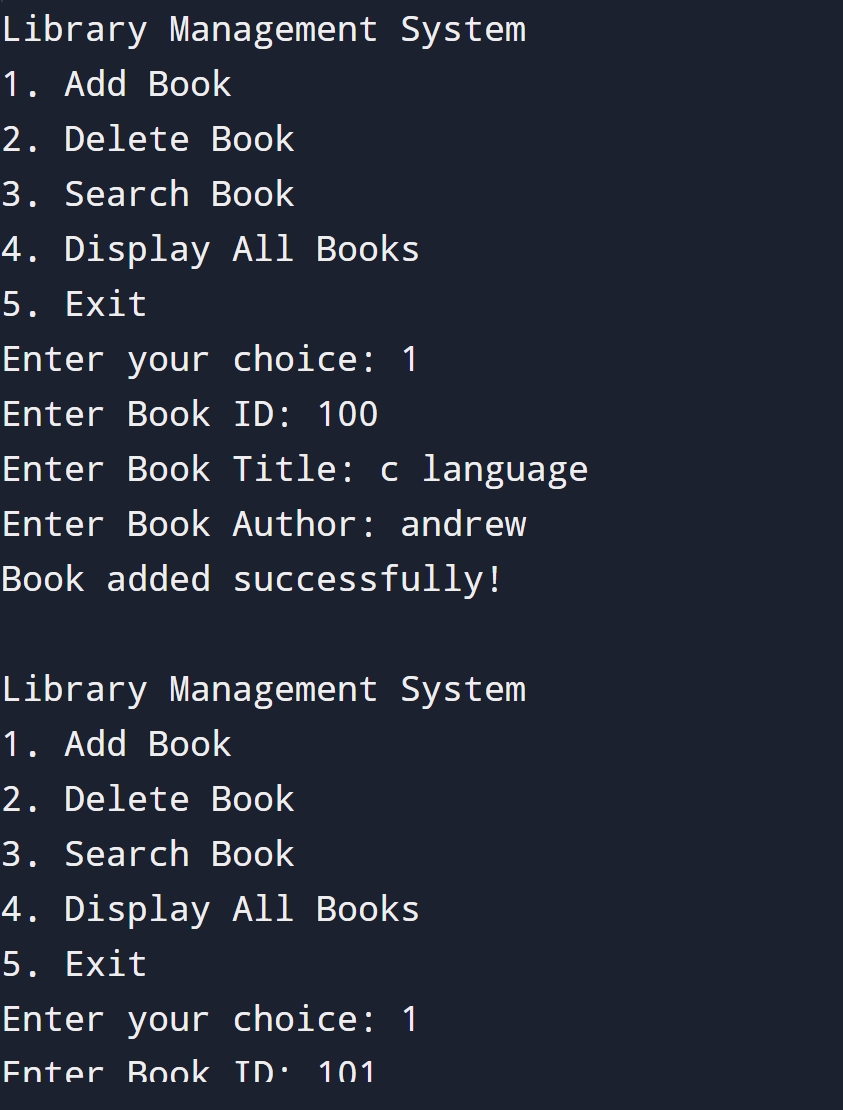 Library Management System
1. Add Book
2. Delete Book
3. Search Book
4. Display All Books
5. Exit
Enter your choice: 1
Enter Book ID: 100
Enter Book Title: c language
Enter Book Author: andrew
Book added successfully!
Library Management System
1. Add Book
2. Delete Book
3. Search Book
4. Display All Books
5. Exit
Enter your choice: 1
Enter Book ID: 101